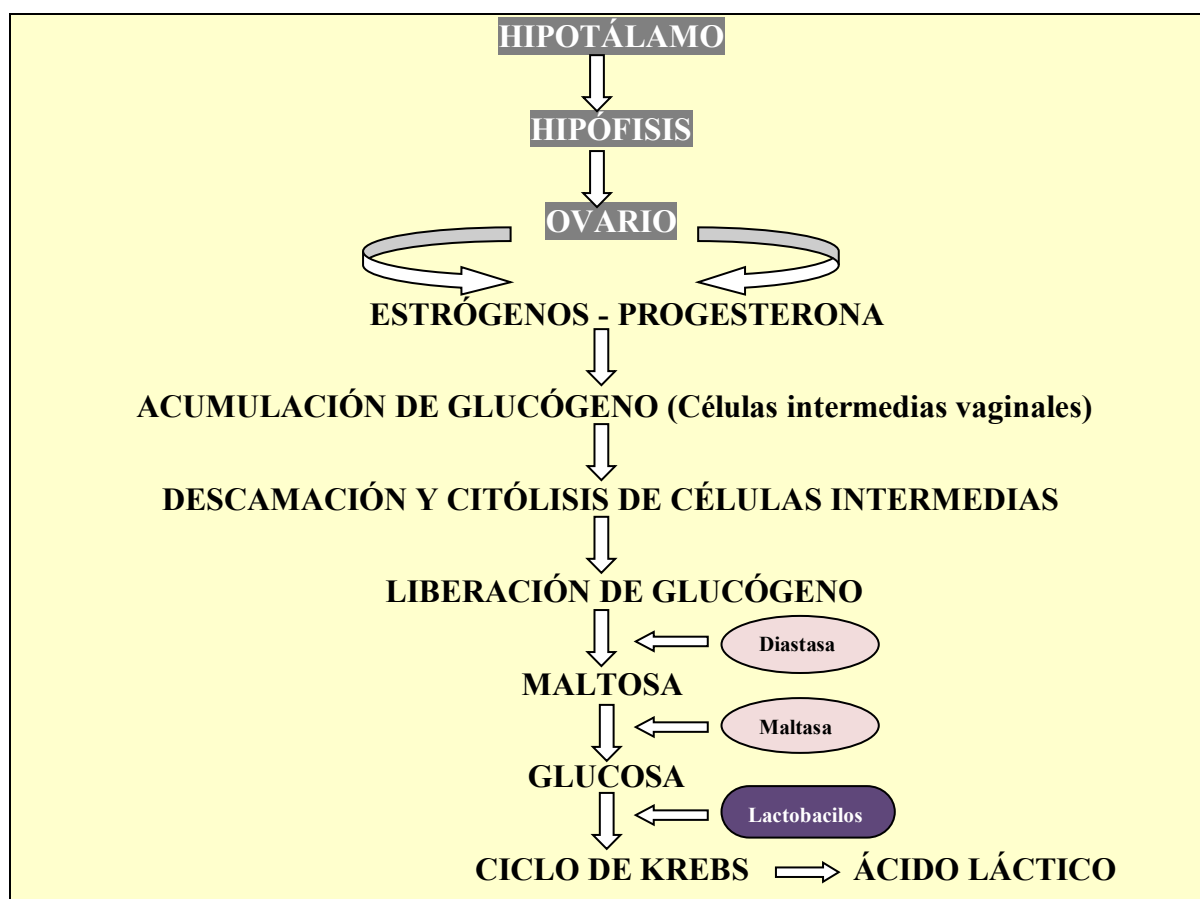 HIPOTÁLAMO
HIPÓFISIS
OVARIO
ESTRÓGENOS - PROGESTERONA
ACUMULACIÓN DE GLUCÓGENO (Células intermedias vaginales)
DESCAMACIÓN Y CITÓLISIS DE CÉLULAS INTERMEDIAS
LIBERACIÓN DE GLUCÓGENO
Diastasa
MALTOSA
Maltasa
GLUCOSA
Lactobacilos
CICLO DE KREBS ÁCIDO LÁCTICO